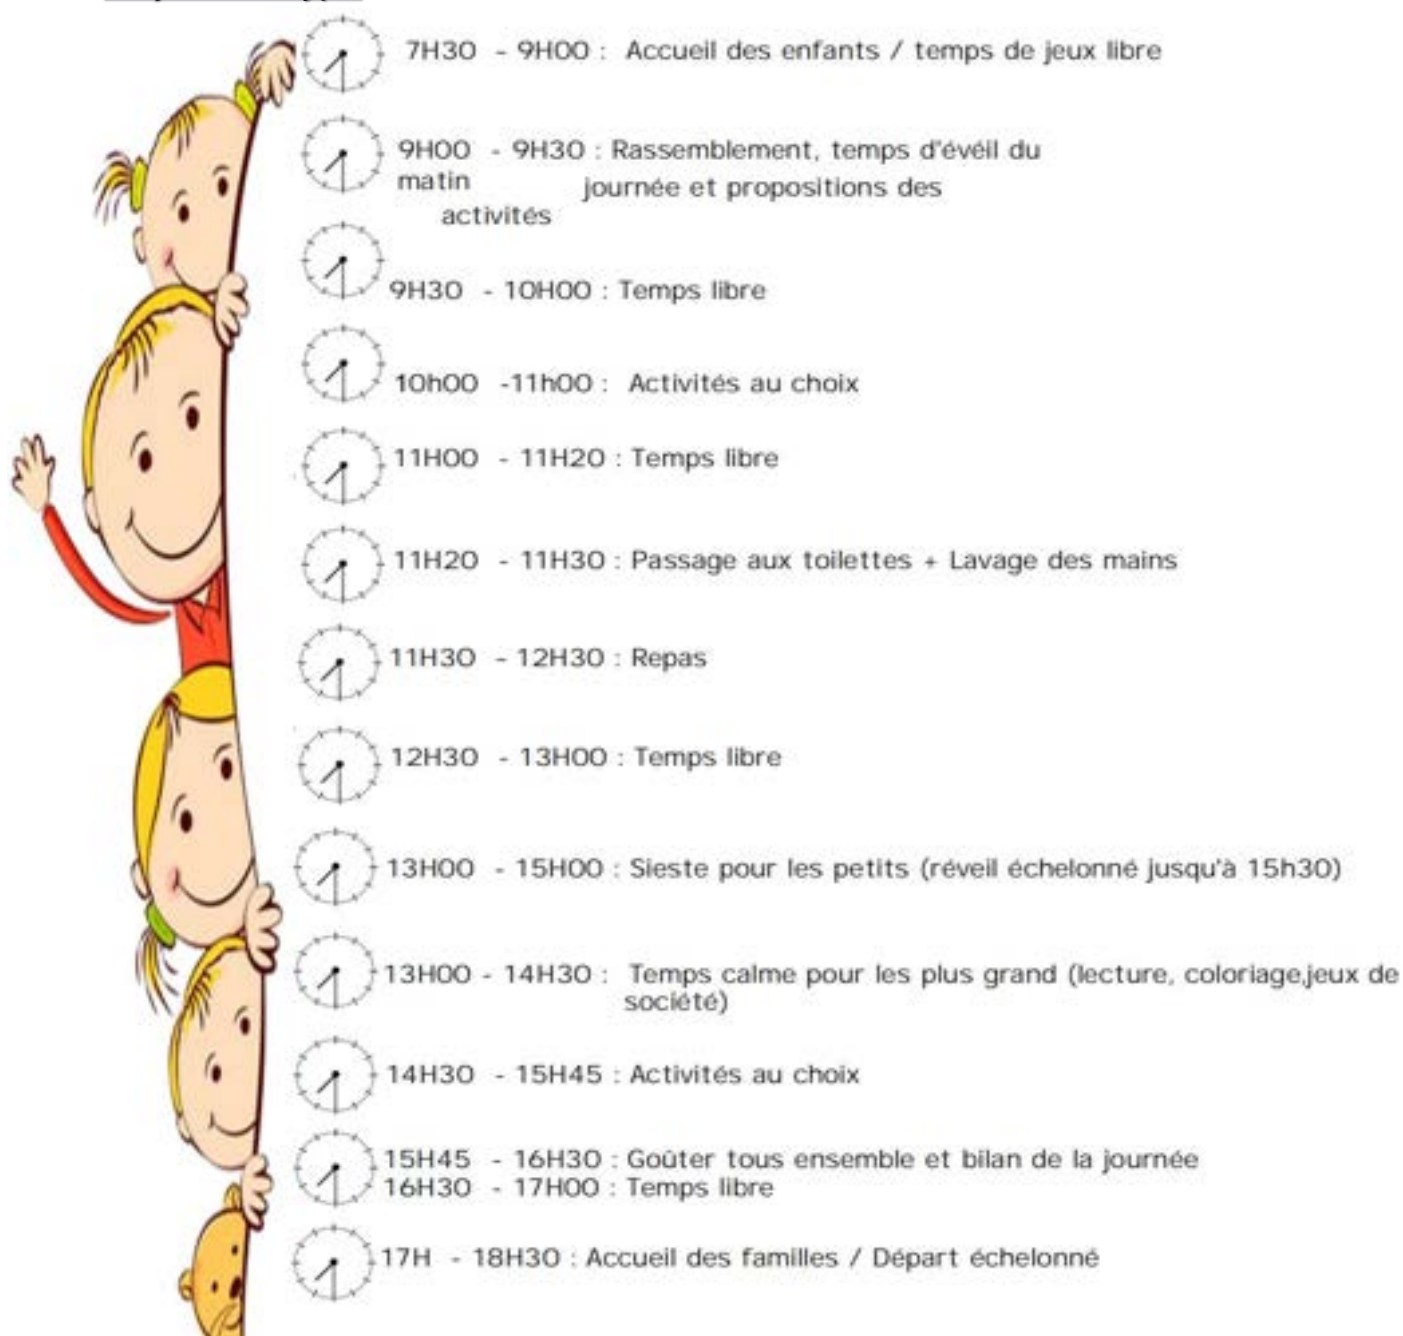 7H30 - 9H00 : Accueil des enfants / temps de jeux libre
9H00 - 9H30 : Rassemblement, temps d'éveil du
matin journée et propositions des
activités
9H30 - 10H00 : Temps libre
10h00 -11h00 : Activités au choix
11H00 - 11H20 : Temps libre
11H20 - 11H30 : Passage aux toilettes + Lavage des mains
11H30 - 12H30 : Repas
12H30 - 13H00 : Temps libre
13H00 - 15H00 : Sieste pour les petits (réveil échelonné jusqu'à 15h30)
13H00 - 14H30 : Temps calme pour les plus grand (lecture, coloriage,jeux de
société)
14H30 - 15H45 : Activités au choix
15H45 - 16H30 : Goûter tous ensemble et bilan de la journée
16H30 - 17H00 : Temps libre
17H - 18H30 : Accueil des familles / Départ échelonné